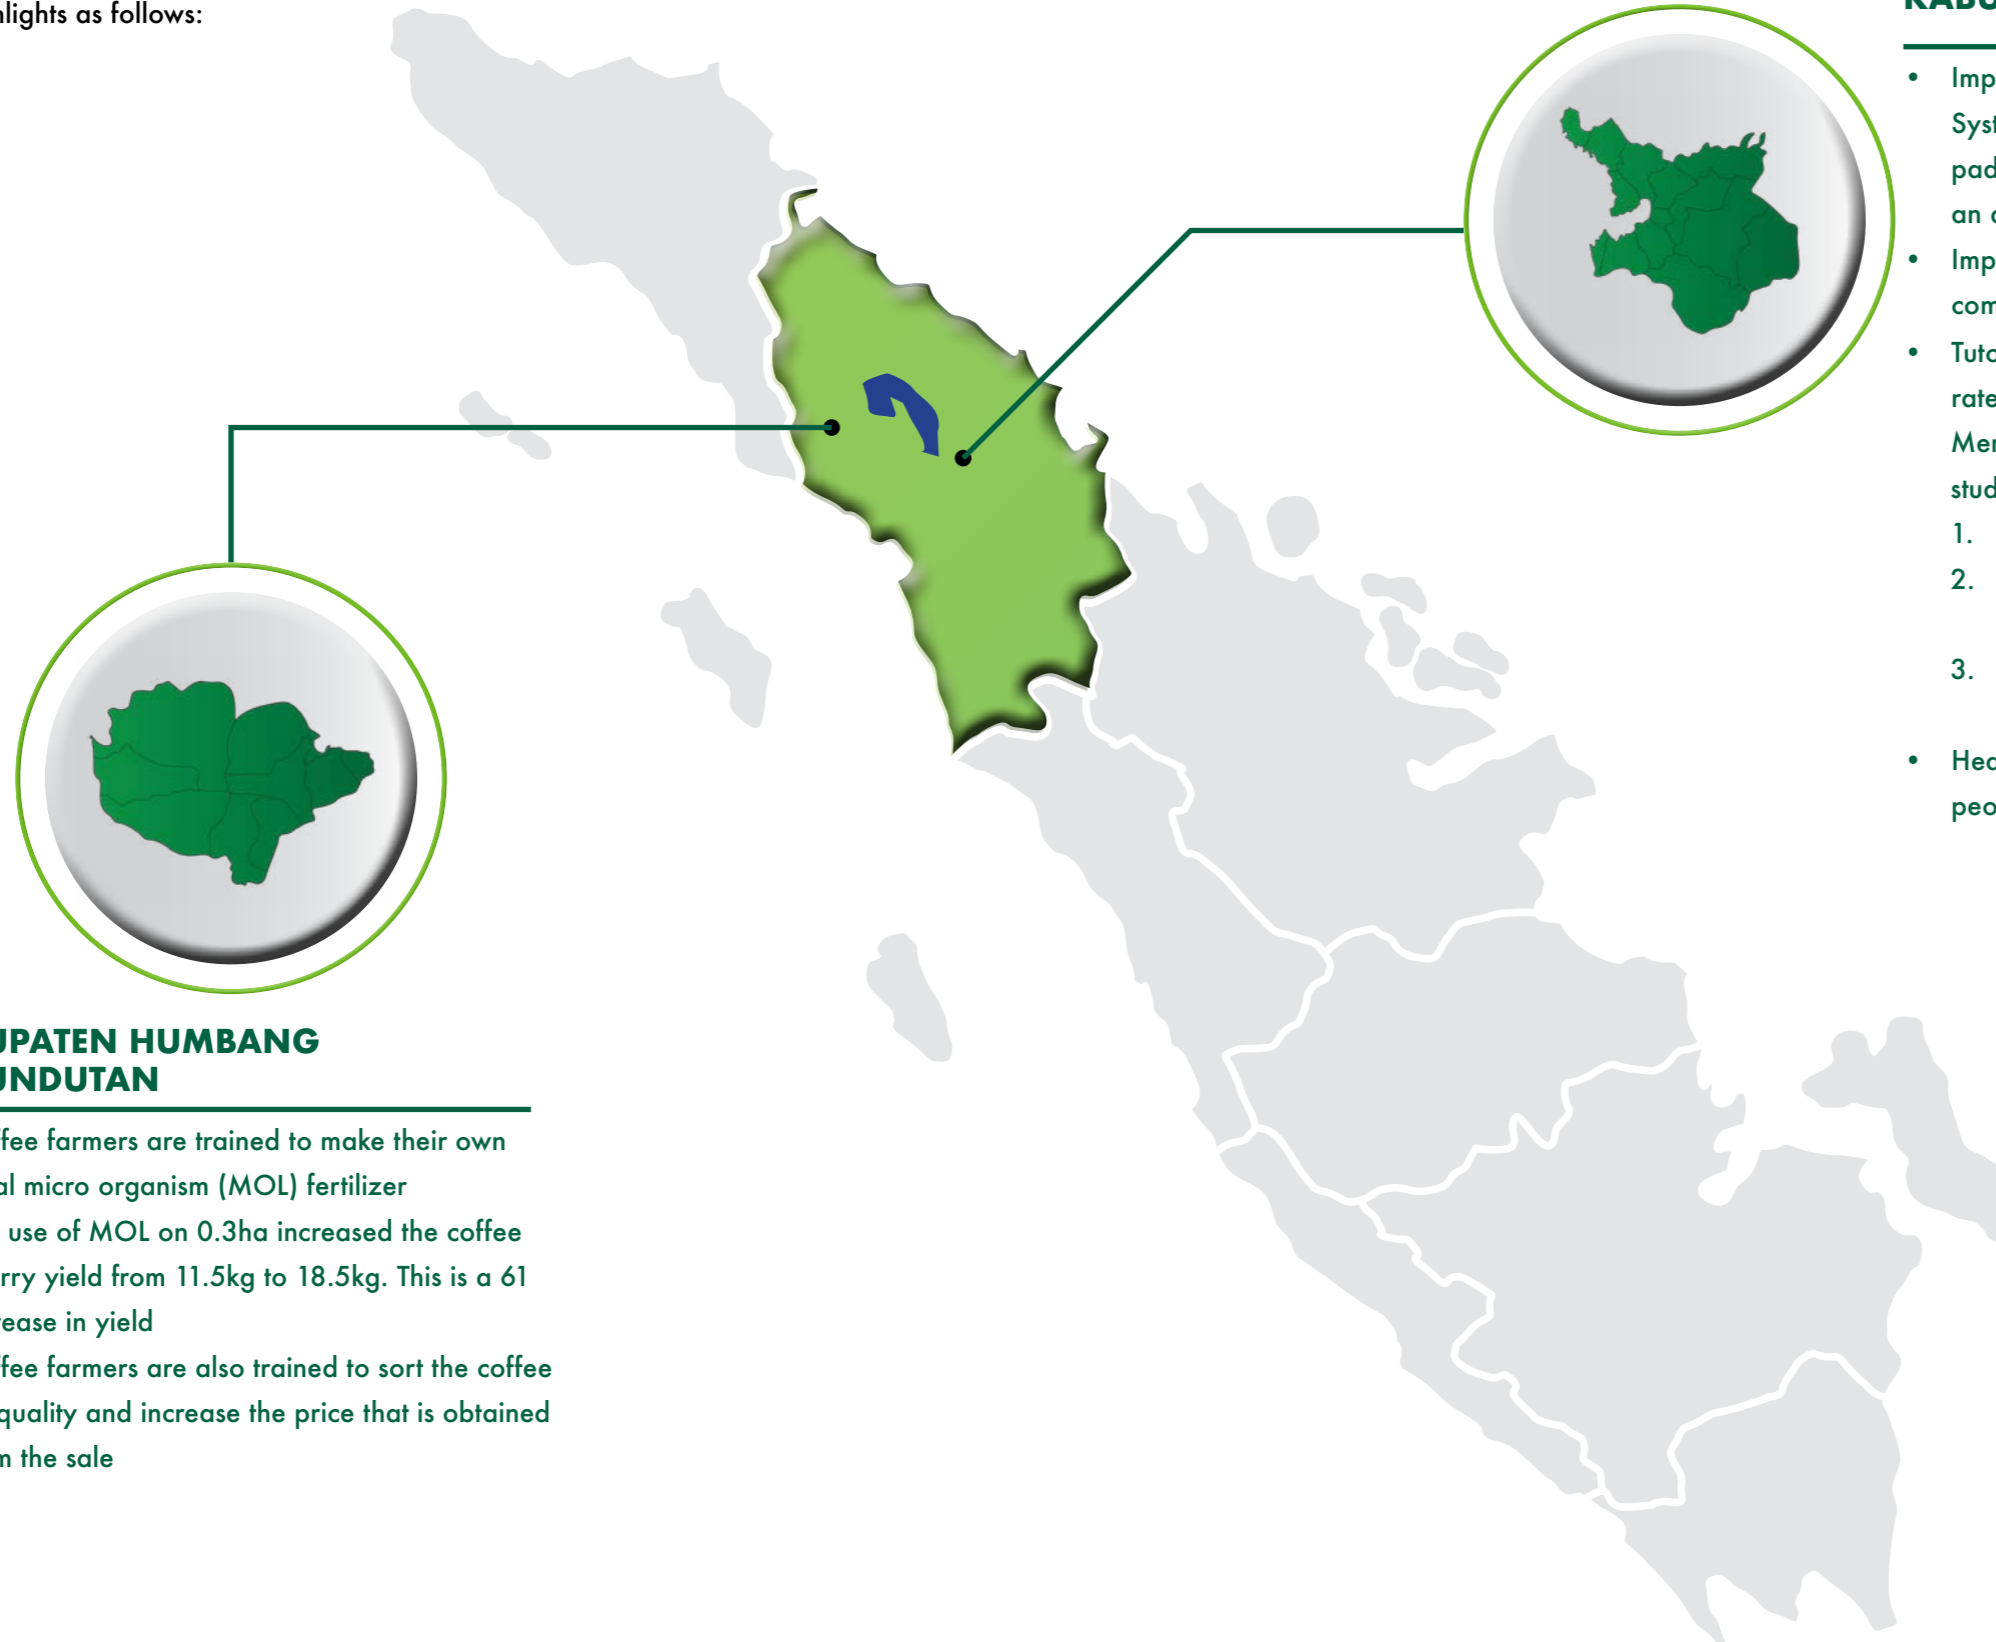 lights as follows:
UPATEN HUMBANG
UNDUTAN
fee farmers are trained to make their own
al micro organism (MOL) fertilizer
use of MOL on 0.3ha increased the coffee
rry yield from 11.5kg to 18.5kg. This is a 61
ease in yield
fee farmers are also trained to sort the coffee
quality and increase the price that is obtained
m the sale
KABU
• Imp
Syst
pad
an
• Imp
com
• Tuto
rate
Mer
stud
1.
2.
3.
• Hea
peo